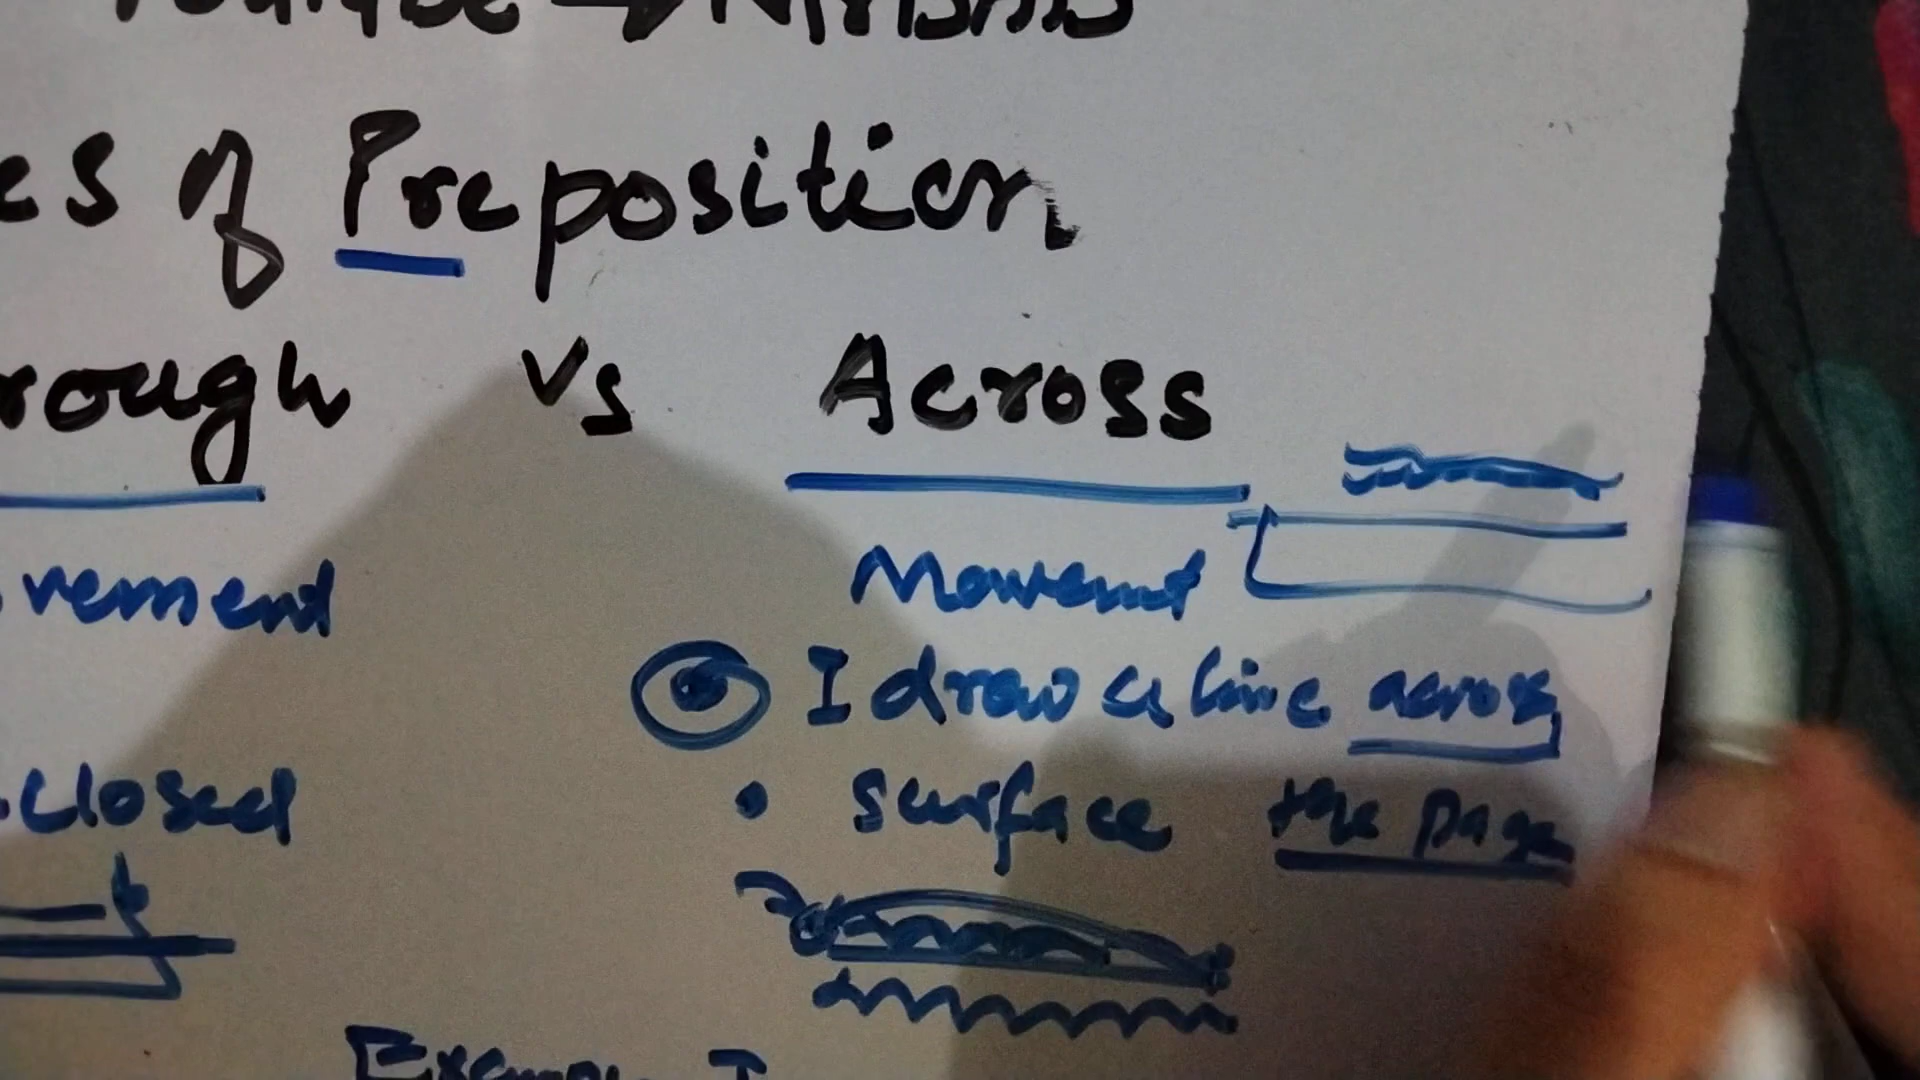 es of Preposition
rough vs Across
vement Movement
I draw a line across
closed • Surface the page